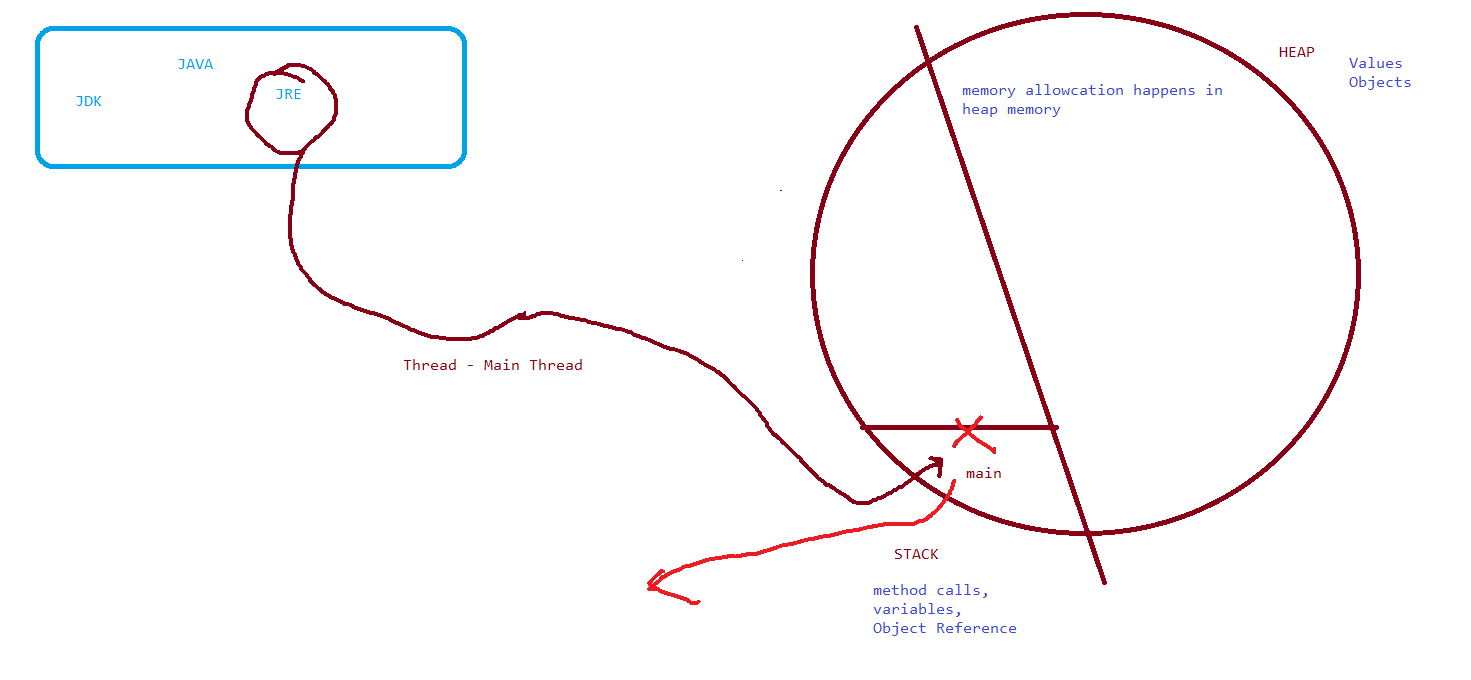 JAVA
JDK
JRE
Thread - Main Thread
HEAP
Values
Objects
memory allowcation happens in
heap memory
main
STACK
method calls,
variables,
Object Reference